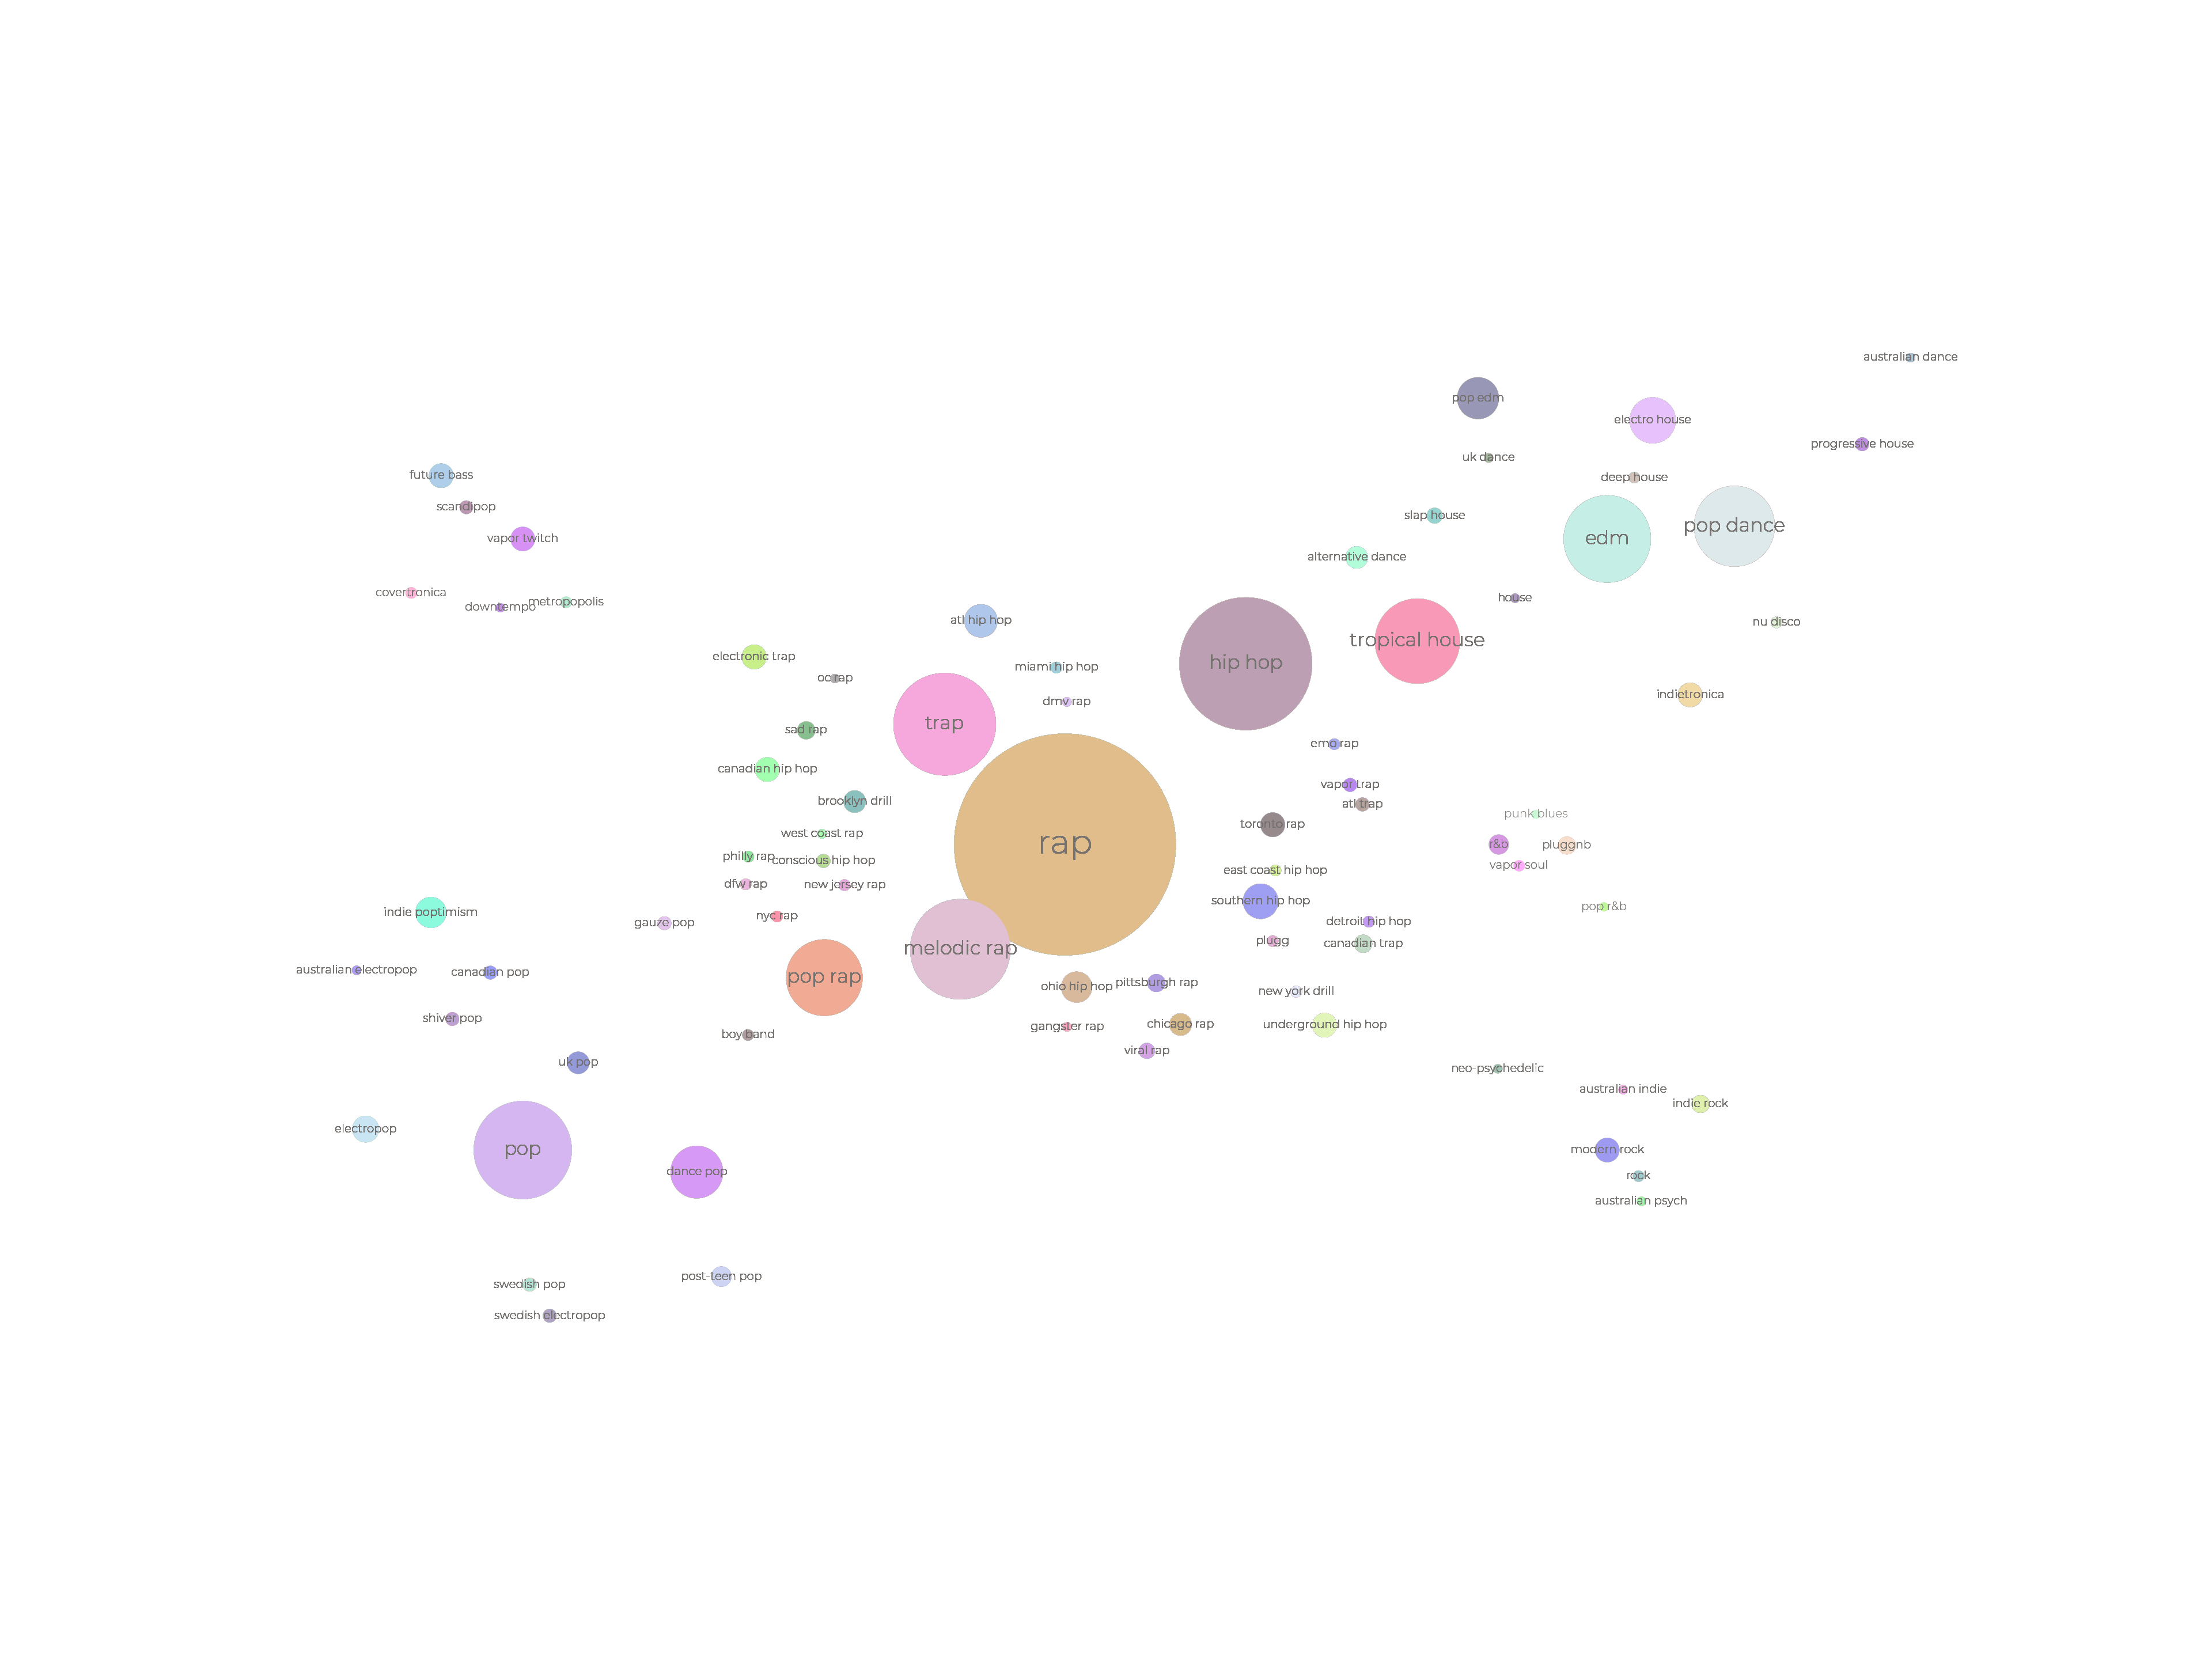 australian dance
pop edm
electro house
progressive house
uk dance
future bass
deep house
scandipop
slap house
pop dance
vapor twitch
edm
alternative dance
covertronica
house
metropopolis
downtempo
atl hip hop
nu disco
tropical house
electronic trap
hip hop
miami hip hop
oc rap
indietronica
dmv rap
trap
sad rap
emo rap
canadian hip hop
vapor trap
brooklyn drill
atl trap
punk blues
toronto rap
west coast rap
rap
r&b
pluggnb
philly rap
conscious hip hop
vapor soul
east coast hip hop
dfw rap
new jersey rap
southern hip hop
pop r&b
indie poptimism
nyc rap
gauze pop
detroit hip hop
plugg
canadian trap
melodic rap
australian electropop
canadian pop
pop rap
pittsburgh rap
ohio hip hop
new york drill
shiver pop
chicago rap
underground hip hop
gangster rap
boy band
viral rap
uk pop
neo-psychedelic
australian indie
indie rock
electropop
pop
modern rock
dance pop
rock
australian psych
post-teen pop
swedish pop
swedish electropop